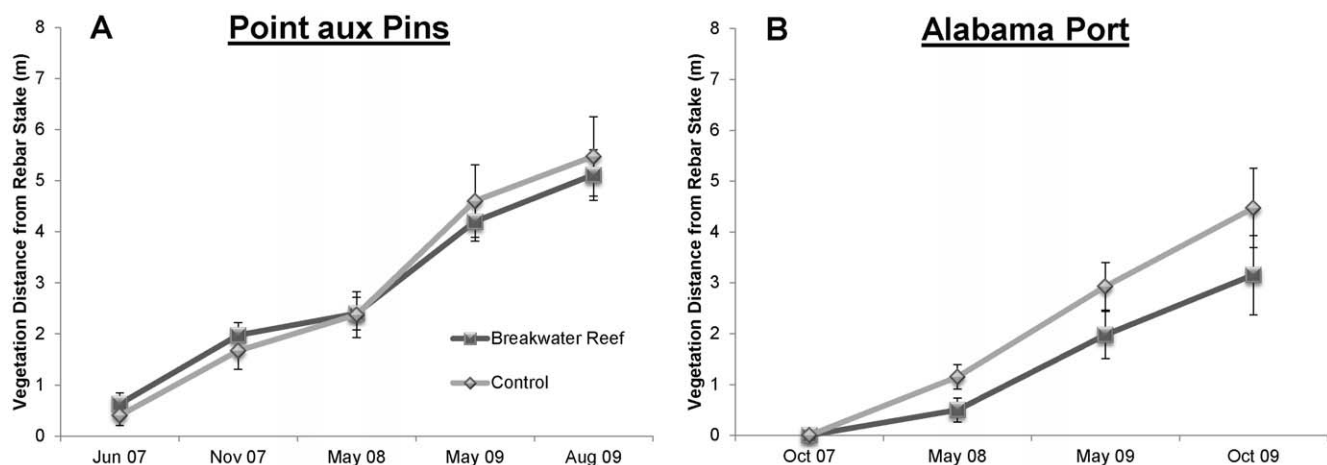 A
Point aux Pins
Vegetation Distance from Rebar Stake (m)
8
7
6
5
4
3
2
1
0
Breakwater Reef
Control
Jun 07 Nov 07 May 08 May 09 Aug 09
B
Alabama Port
Vegetation Distance from Rebar Stake (m)
8
7
6
5
4
3
2
1
0
Oct 07 May 08 May 09 Oct 09